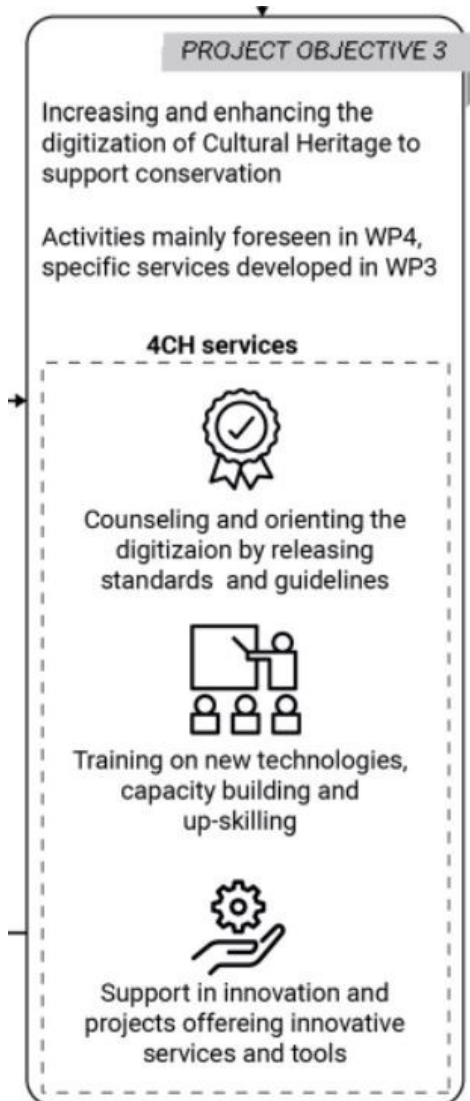 PROJECT OBJECTIVE 3
Increasing and enhancing the
digitization of Cultural Heritage to
support conservation
Activities mainly foreseen in WP4,
specific services developed in WP3
4CH services
Counseling and orienting the
digitizaion by releasing
standards and guidelines
Training on new technologies,
capacity building and
up-skilling
Support in innovation and
projects offereing innovative
services and tools